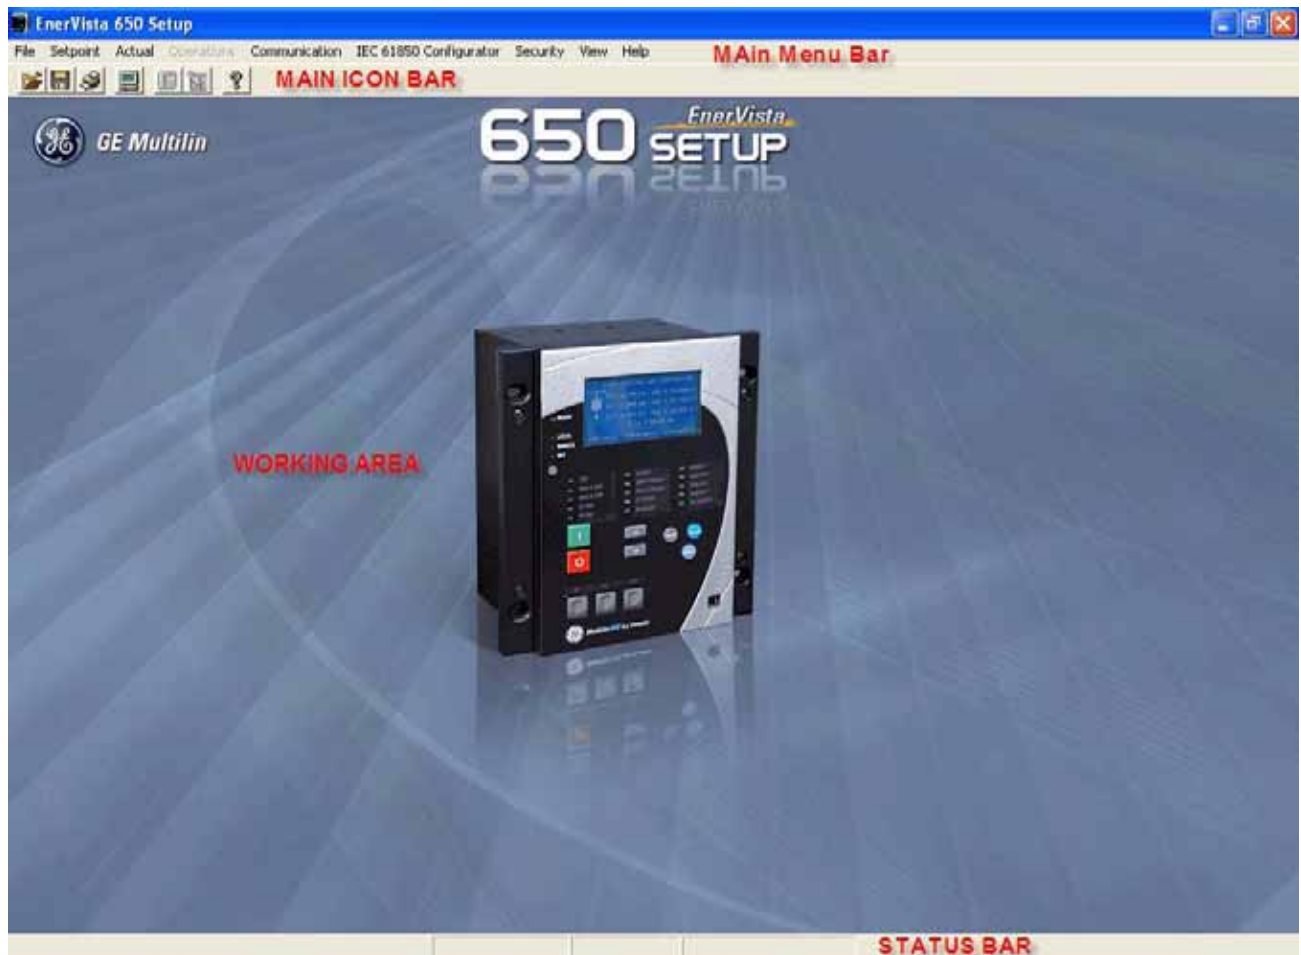 EnerVista 650 Setup
File Setpoint Actual Operations Communication IEC 61850 Configurator Security View Help
MAin Menu Bar
MAIN ICON BAR
GE Multilin
650 EnerVista SETUP
WORKING AREA
STATUS BAR